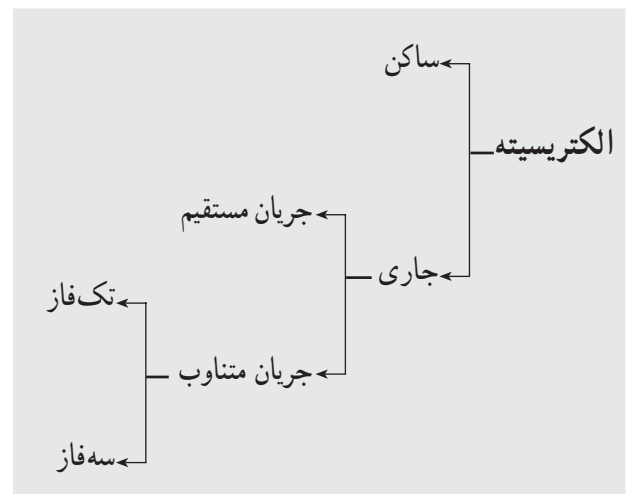 ساکن
الکتریسیته
جریان مستقیم
جاری
تک‌فاز
جریان متناوب
سه‌فاز